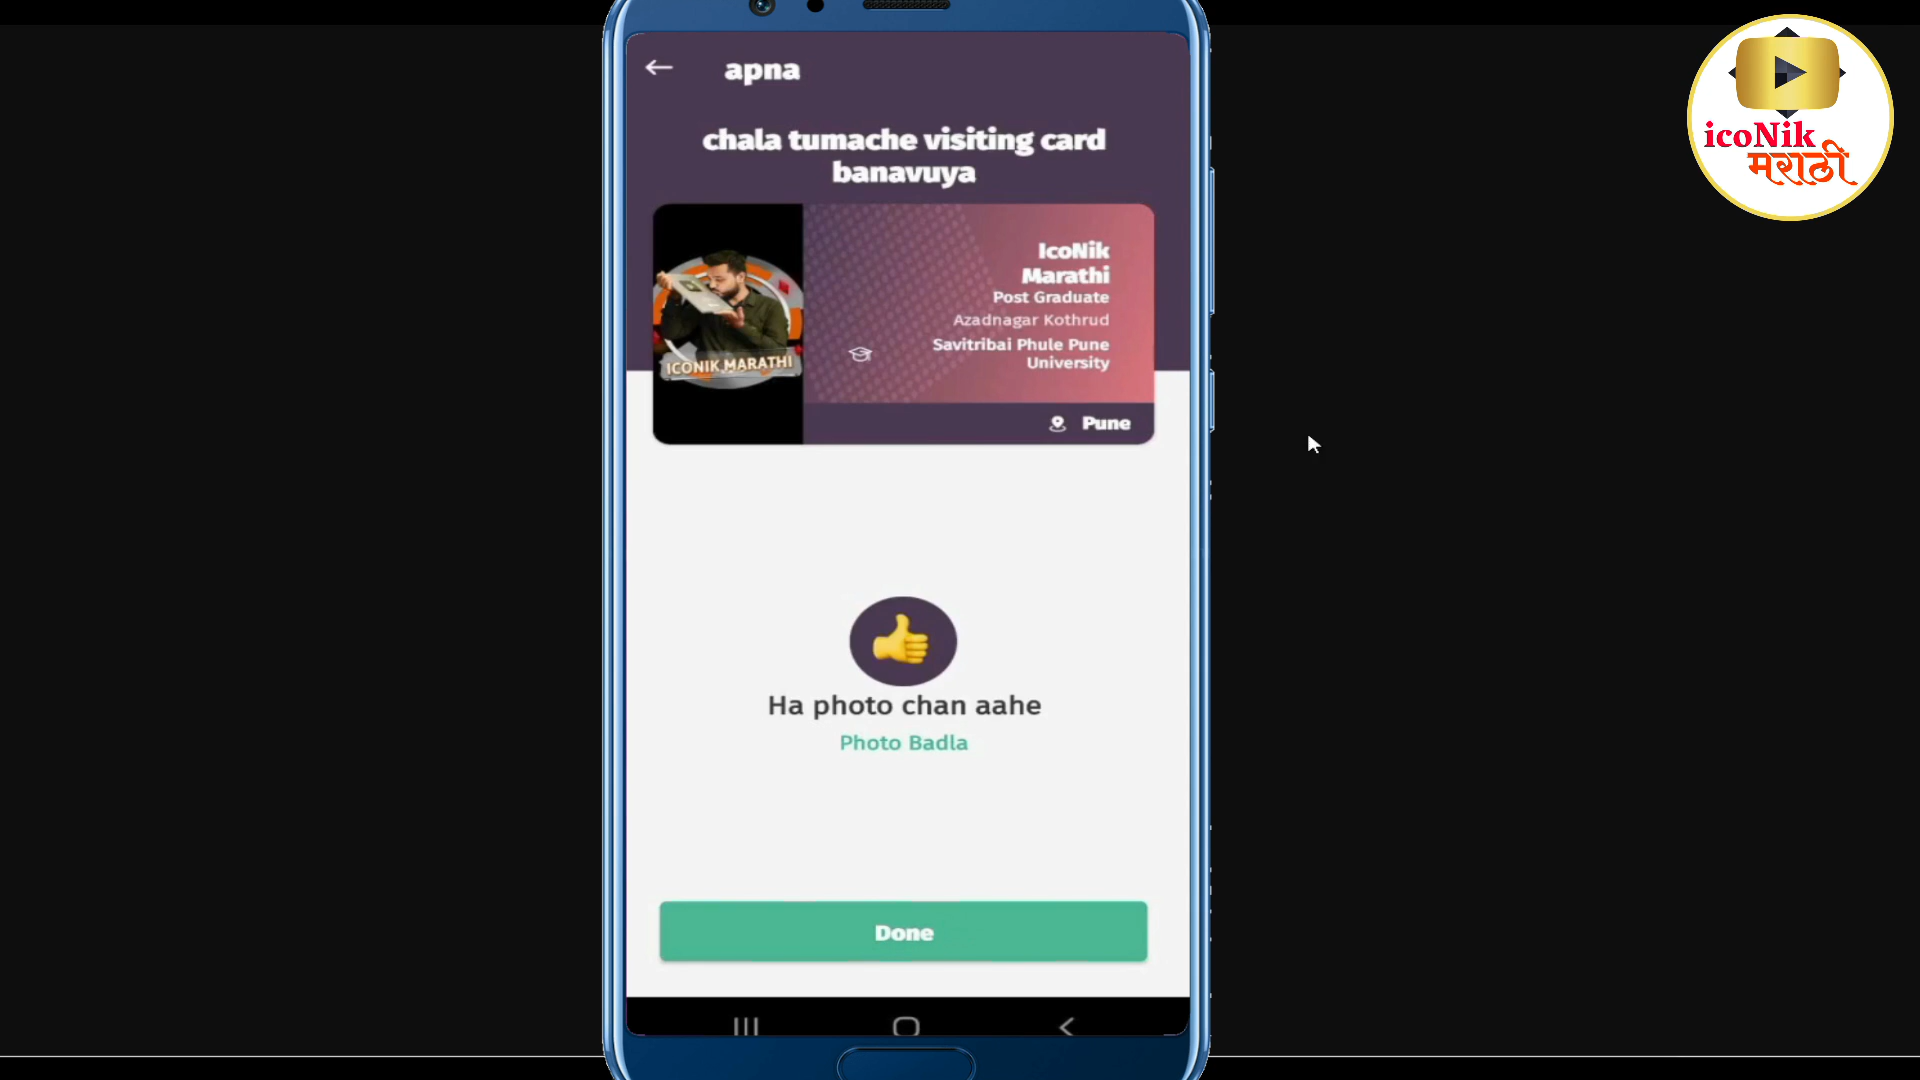 apna
chala tumache visiting card
banavuya
IcoNik
Marathi
Post Graduate
Azadnagar Kothrud
Savitribai Phule Pune
University
ICONIK MARATHI
Pune
Ha photo chan aahe
Photo Badla
Done
icoNik
मराठी